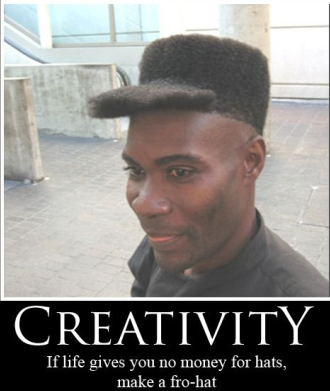 CREATIVITY
If life gives you no money for hats,
make a fro-hat